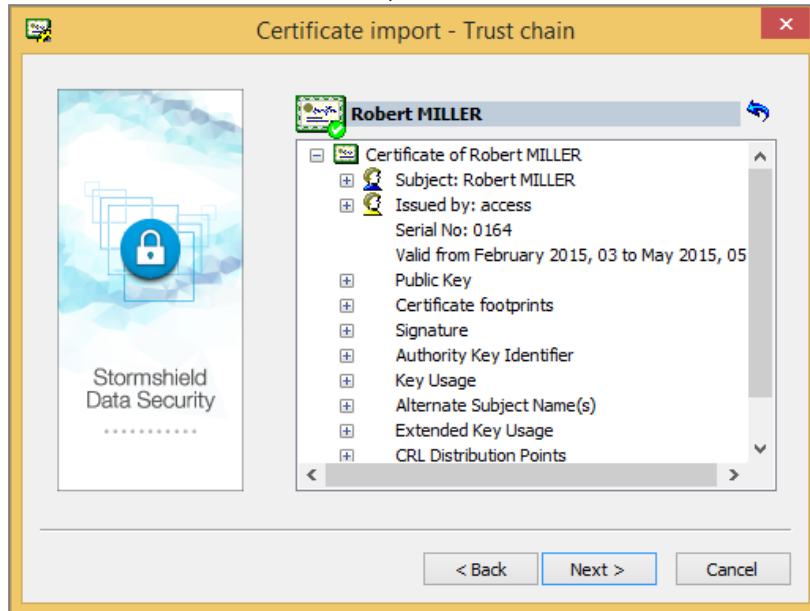 Certificate import - Trust chain
Robert MILLER
Certificate of Robert MILLER
Subject: Robert MILLER
Issued by: access
Serial No: 0164
Valid from February 2015, 03 to May 2015, 05
Public Key
Certificate footprints
Signature
Authority Key Identifier
Key Usage
Alternate Subject Name(s)
Extended Key Usage
CRL Distribution Points
Stormshield
Data Security
< Back
Next >
Cancel